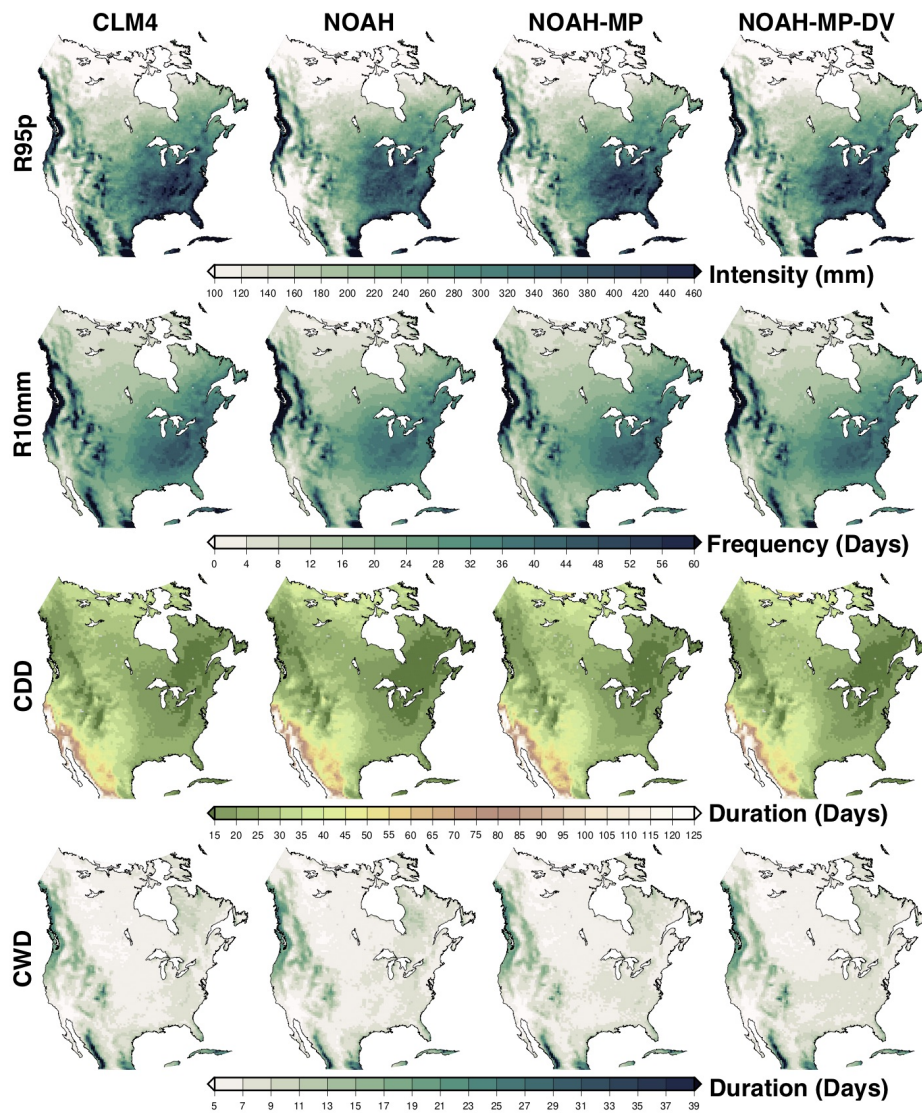 CLM4 NOAH NOAH-MP NOAH-MP-DV
R95p
Intensity (mm)
100 120 140 160 180 200 220 240 260 280 300 320 340 360 380 400 420 440 460
R10mm
Frequency (Days)
0 4 8 12 16 20 24 28 32 36 40 44 48 52 56 60
CDD
Duration (Days)
15 20 25 30 35 40 45 50 55 60 65 70 75 80 85 90 95 100 105 110 115 120 125
CWD
Duration (Days)
5 7 9 11 13 15 17 19 21 23 25 27 29 31 33 35 37 39